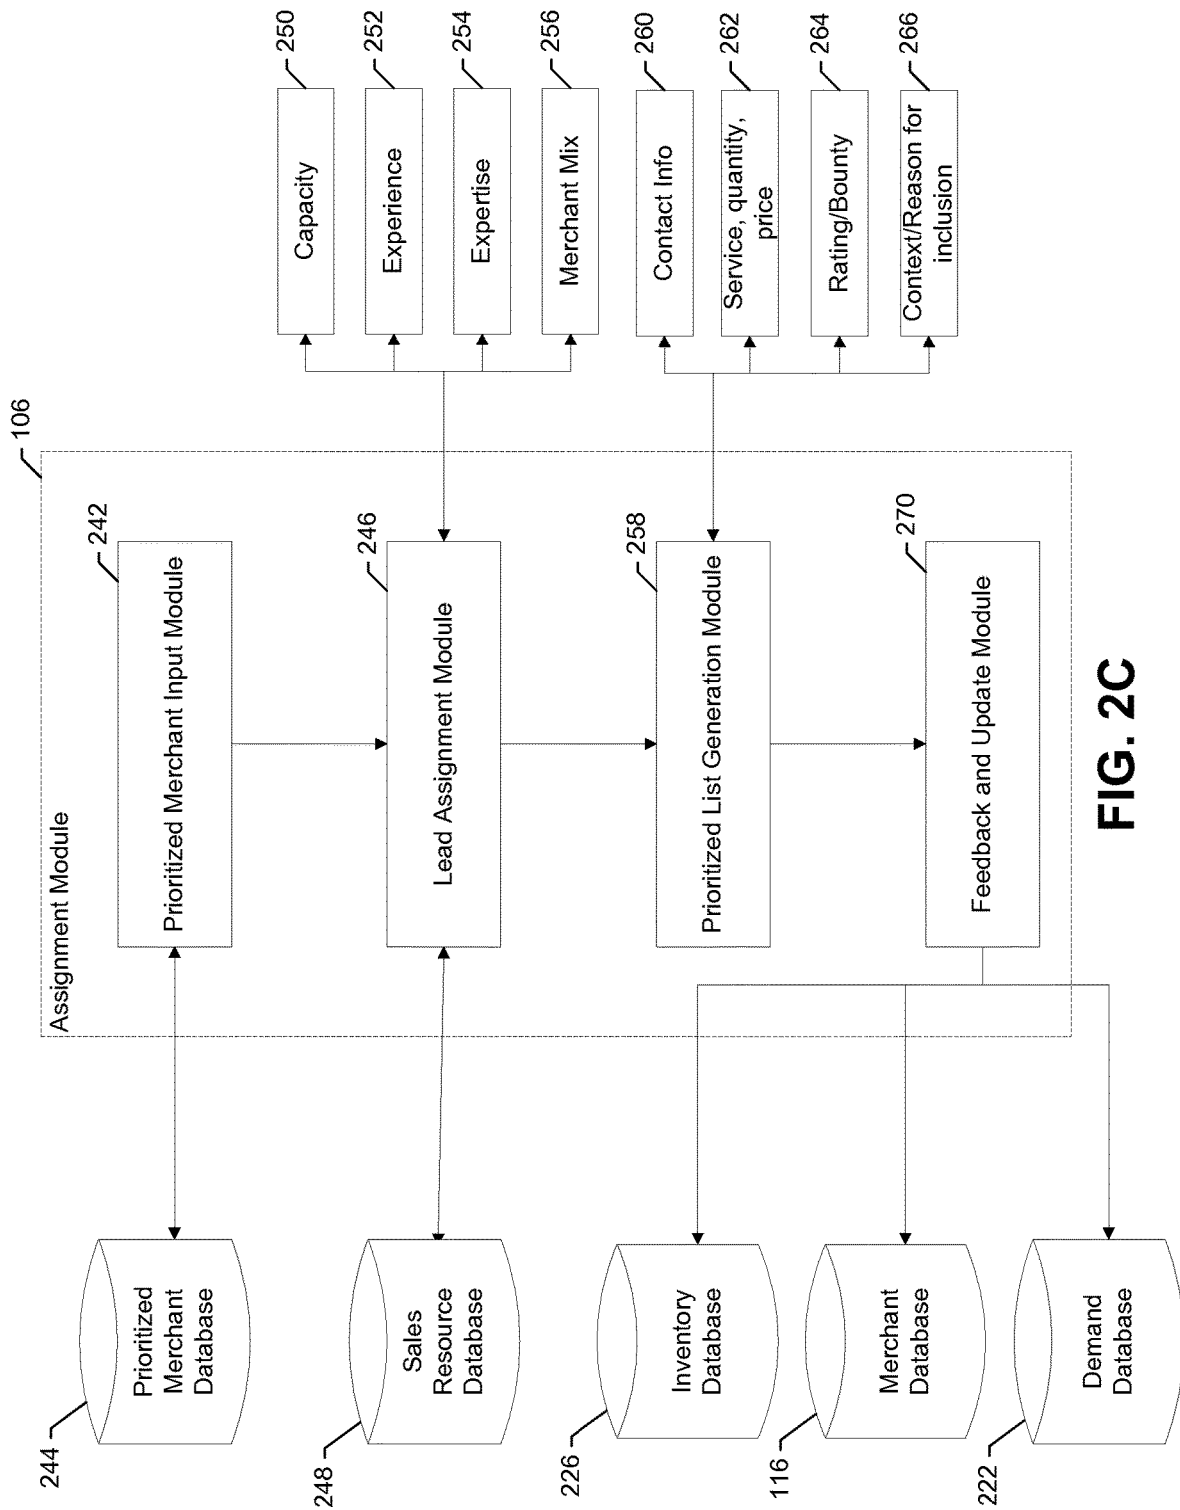 Assignment Module
106
Prioritized
Merchant
Database
244
Prioritized Merchant Input Module
242
Sales
Resource
Database
248
Lead Assignment Module
246
Capacity
250
Experience
252
Expertise
254
Merchant Mix
256
Prioritized List Generation Module
258
Contact Info
260
Service, quantity,
price
262
Rating/Bounty
264
Context/Reason for
inclusion
266
Inventory
Database
226
Merchant
Database
116
Demand
Database
222
Feedback and Update Module
270
FIG. 2C